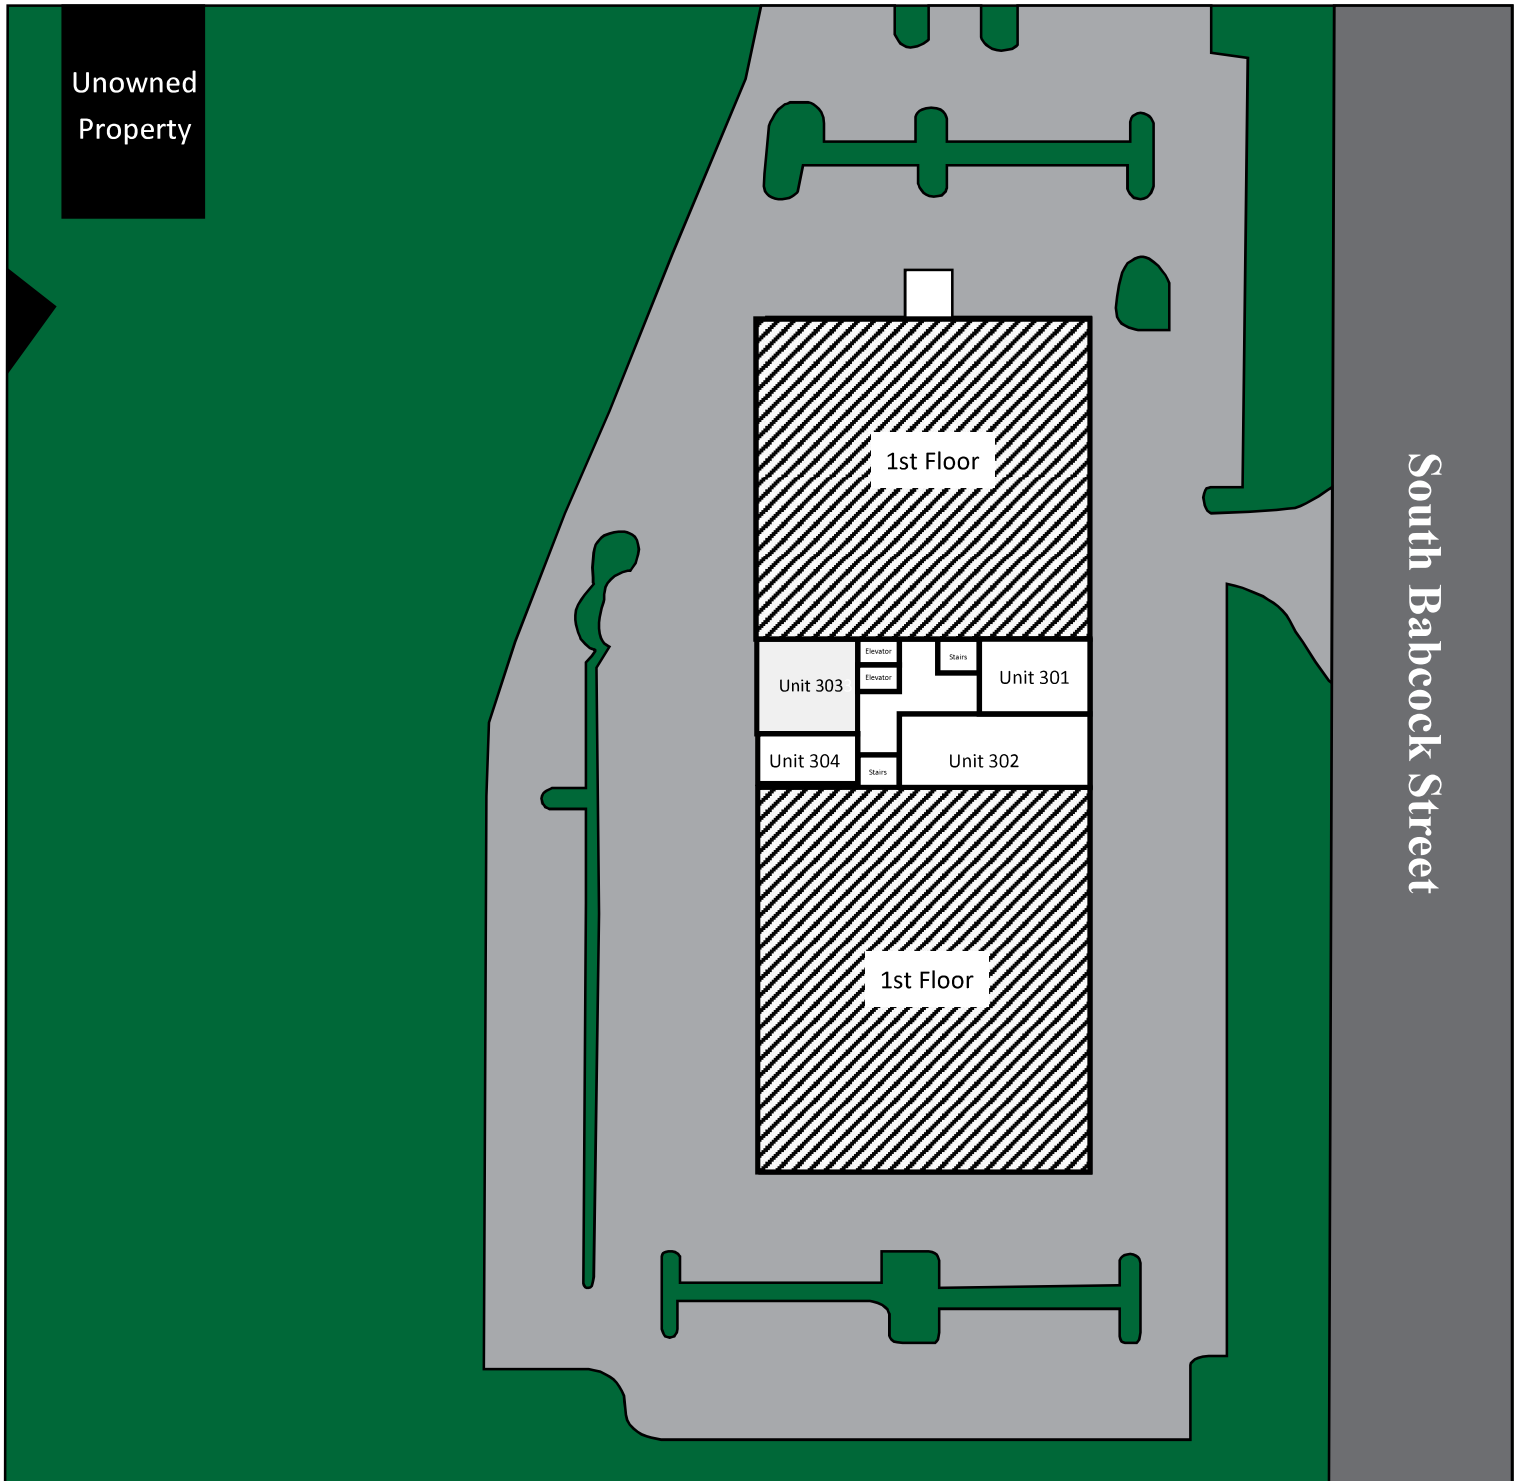 Unowned
Property
1st Floor
Elevator
Stairs
Unit 301
Elevator
Unit 303
Unit 304
Unit 302
Stairs
1st Floor
South Babcock Street